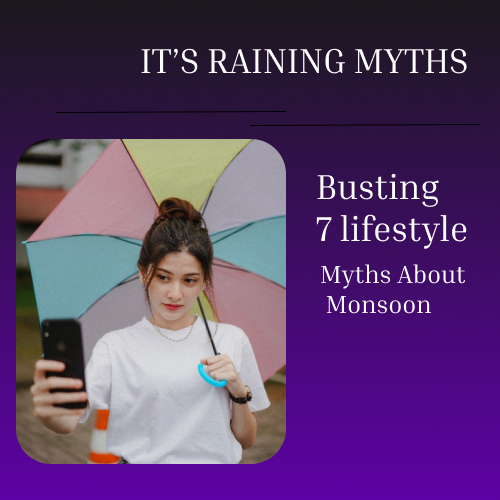 IT’S RAINING MYTHS
Busting
7 lifestyle
Myths About
Monsoon